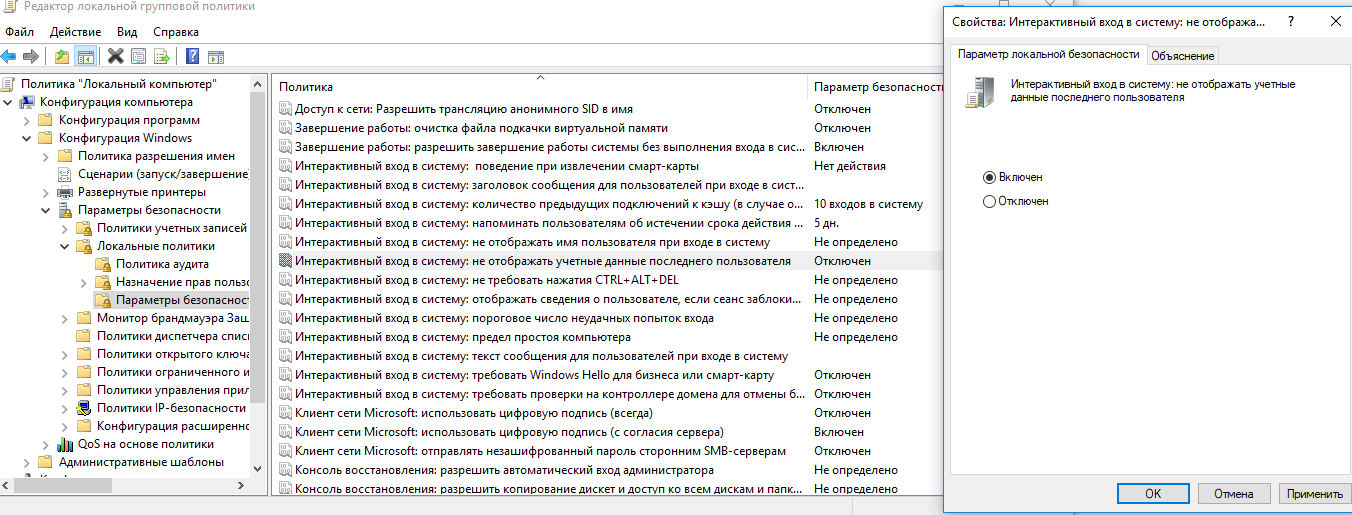 Редактор локальной групповой политики
Файл Действие Вид Справка
Политика "Локальный компьютер"
Конфигурация компьютера
Конфигурация программ
Конфигурация Windows
Политика разрешения имен
Сценарии (запуск/завершение
Развернутые принтеры
Параметры безопасности
Политики учетных записей
Локальные политики
Политика аудита
Назначение прав пользо
Параметры безопасност
Монитор брандмауэра Защ
Политики диспетчера списк
Политики открытого ключа
Политики ограниченного и
Политики управления прил
Политики IP-безопасности
Конфигурация расширенно
QoS на основе политики
Административные шаблоны
Политика Параметр безопасност
Доступ к сети: Разрешить трансляцию анонимного SID в имя Отключен
Завершение работы: очистка файла подкачки виртуальной памяти Отключен
Завершение работы: разрешить завершение работы системы без выполнения входа в сис... Включен
Интерактивный вход в систему: поведение при извлечении смарт-карты Нет действия
Интерактивный вход в систему: заголовок сообщения для пользователей при входе в сист...
Интерактивный вход в систему: количество предыдущих подключений к кэшу (в случае о... 10 входов в систему
Интерактивный вход в систему: напоминать пользователям об истечении срока действия ... 5 дн.
Интерактивный вход в систему: не отображать имя пользователя при входе в систему Не определено
Интерактивный вход в систему: не отображать учетные данные последнего пользователя Отключен
Интерактивный вход в систему: не требовать нажатия CTRL+ALT+DEL Не определено
Интерактивный вход в систему: отображать сведения о пользователе, если сеанс заблоки... Не определено
Интерактивный вход в систему: пороговое число неудачных попыток входа Не определено
Интерактивный вход в систему: предел простоя компьютера Не определено
Интерактивный вход в систему: текст сообщения для пользователей при входе в систему
Интерактивный вход в систему: требовать Windows Hello для бизнеса или смарт-карту Отключен
Интерактивный вход в систему: требовать проверки на контроллере домена для отмены б... Отключен
Клиент сети Microsoft: использовать цифровую подпись (всегда) Отключен
Клиент сети Microsoft: использовать цифровую подпись (с согласия сервера) Включен
Клиент сети Microsoft: отправлять незашифрованный пароль сторонним SMB-серверам Отключен
Консоль восстановления: разрешить автоматический вход администратора Не определено
Консоль восстановления: разрешить копирование дискет и доступ ко всем дискам и папк... Не определено
Свойства: Интерактивный вход в систему: не отобража...
Параметр локальной безопасности Объяснение
Интерактивный вход в систему: не отображать учетные
данные последнего пользователя
Включен
Отключен
OK Отмена Применить